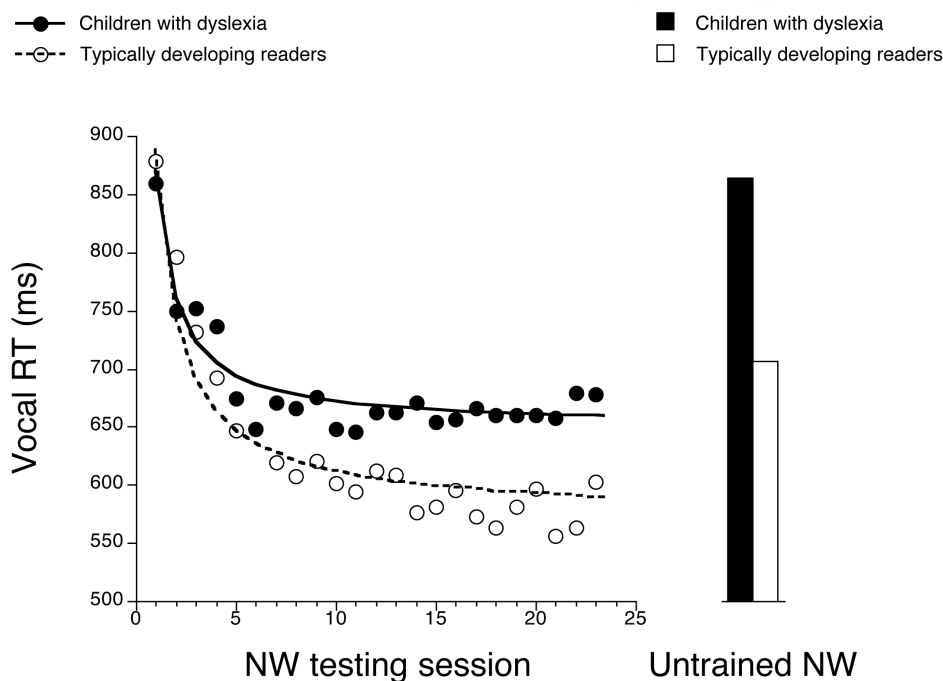 Children with dyslexia
Typically developing readers
Children with dyslexia
Typically developing readers
900
850
800
750
700
650
600
550
500
0 5 10 15 20 25
Vocal RT (ms)
NW testing session
Untrained NW